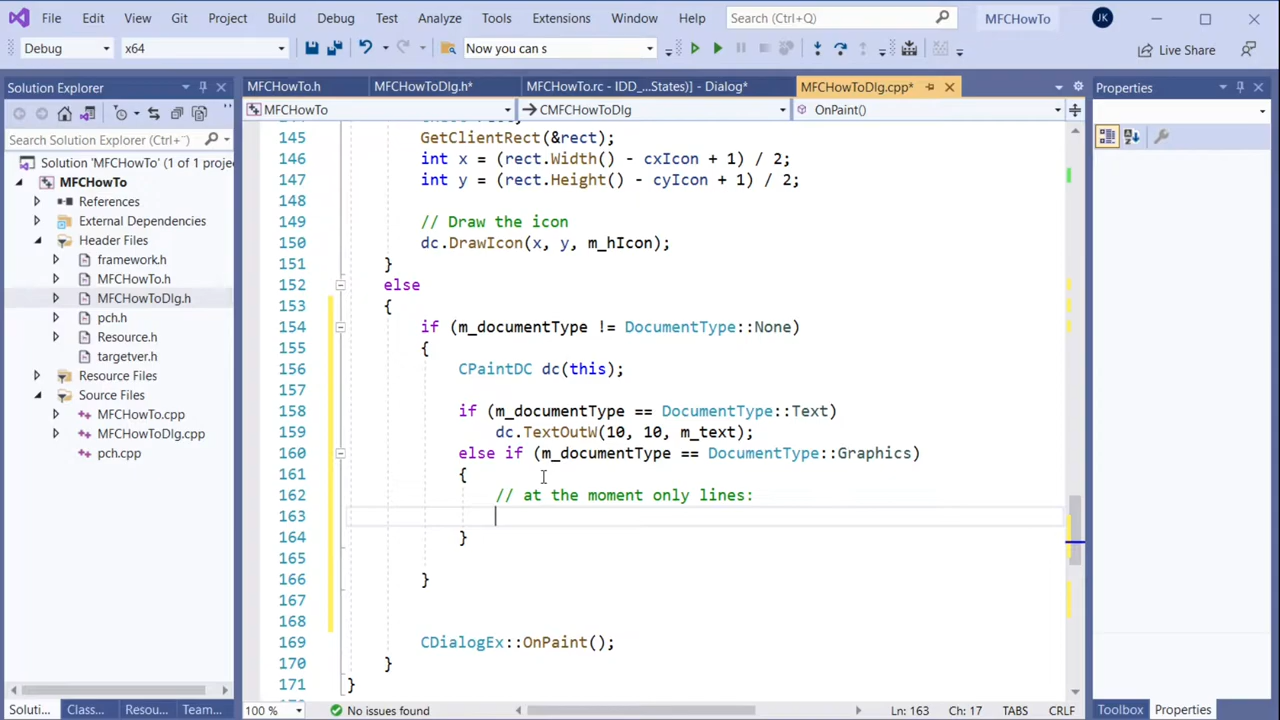 File Edit View Git Project Build Debug Test Analyze Tools Extensions Window Help Search (Ctrl+Q) MFCHowTo JK
Debug x64 Now you can s Live Share
Solution Explorer
Search Solution Explorer (Ctrl+
Solution 'MFCHowTo' (1 of 1 proje
MFCHowTo
References
External Dependencies
Header Files
framework.h
MFCHowTo.h
MFCHowToDlg.h
pch.h
Resource.h
targetver.h
Resource Files
Source Files
MFCHowTo.cpp
MFCHowToDlg.cpp
pch.cpp
Soluti... Class... Resou... Team...
MFCHowTo.h MFCHowToDlg.h* MFCHowTo.rc - IDD_...States)] - Dialog* MFCHowToDlg.cpp*
MFCHowTo CMFCHowToDlg OnPaint()
145 GetClientRect(&rect);
146 int x = (rect.Width() - cxIcon + 1) / 2;
147 int y = (rect.Height() - cyIcon + 1) / 2;
148
149 // Draw the icon
150 dc.DrawIcon(x, y, m_hIcon);
151 }
152 else
153 {
154 if (m_documentType != DocumentType::None)
155 {
156 CPaintDC dc(this);
157
158 if (m_documentType == DocumentType::Text)
159 dc.TextOutW(10, 10, m_text);
160 else if (m_documentType == DocumentType::Graphics)
161 {
162 // at the moment only lines:
163
164 }
165
166 }
167
168
169 CDialogEx::OnPaint();
170 }
171 }
100 % No issues found Ln: 163 Ch: 17 TABS CRLF
Properties
Toolbox Properties